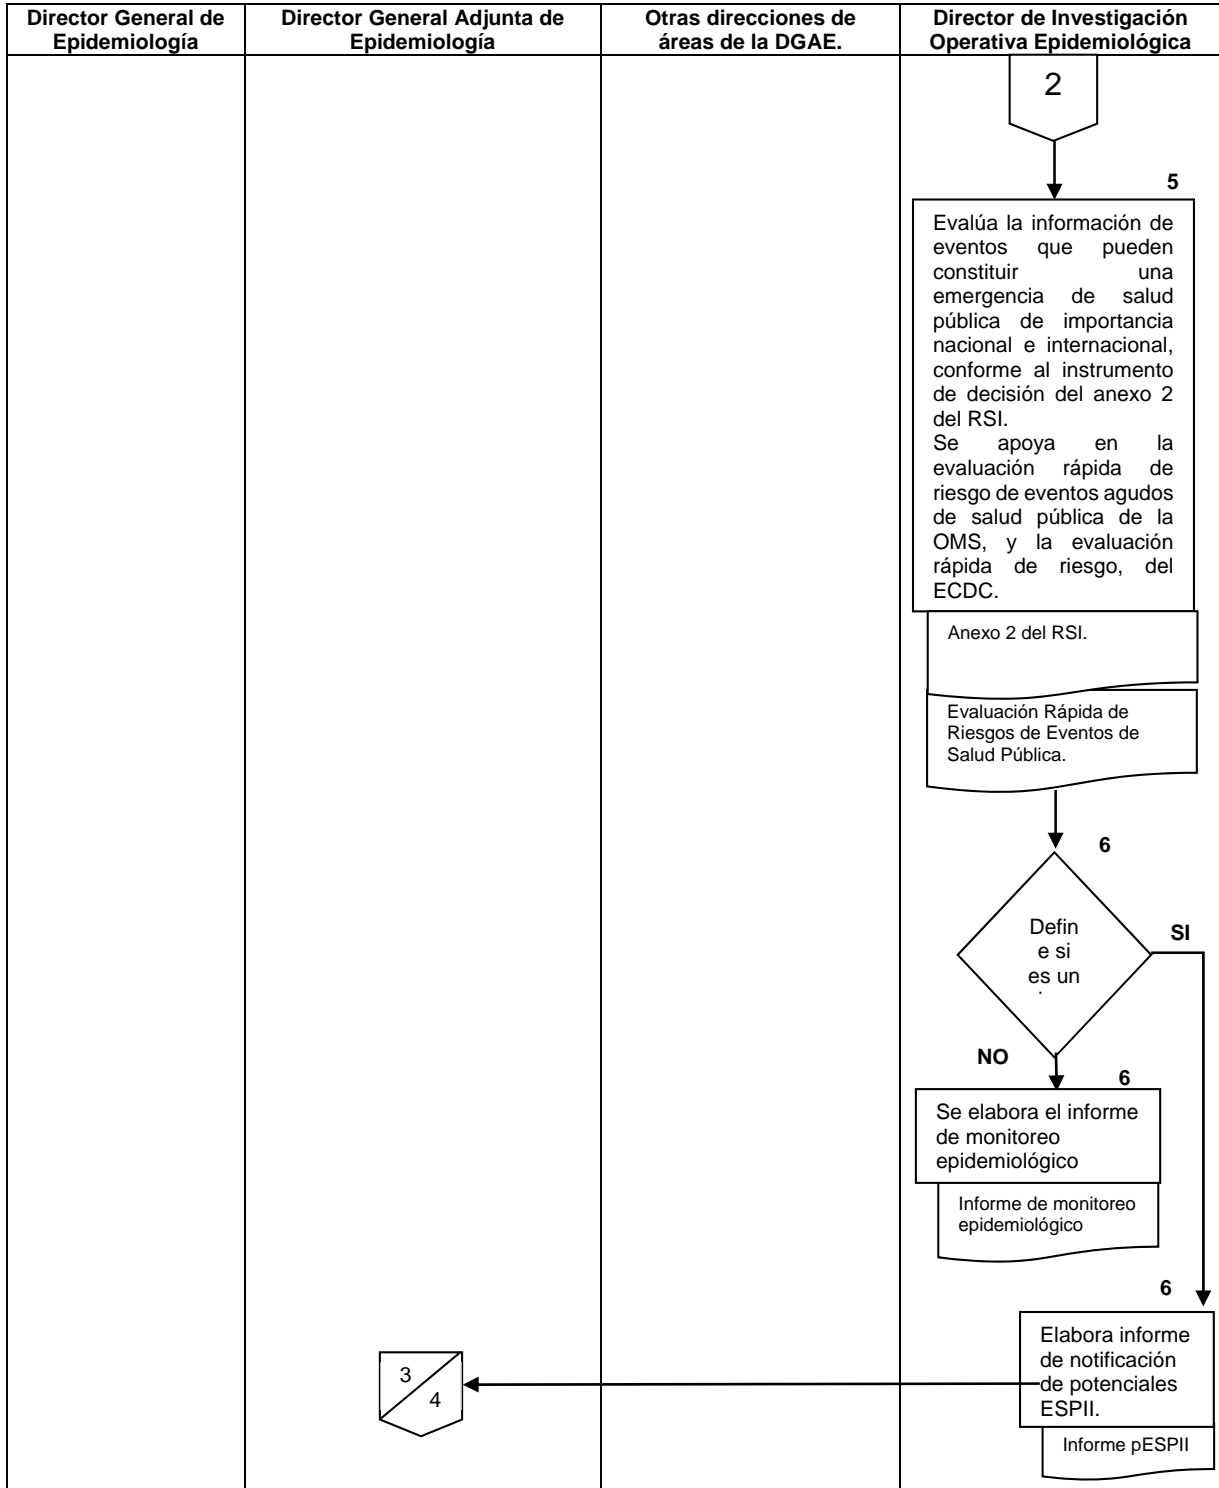 Director General de
Epidemiología
Director General Adjunta de
Epidemiología
Otras direcciones de
áreas de la DGAE.
Director de Investigación
Operativa Epidemiológica
2
5
Evalúa la información de
eventos que pueden
constituir una
emergencia de salud
pública de importancia
nacional e internacional,
conforme al instrumento
de decisión del anexo 2
del RSI.
Se apoya en la
evaluación rápida de
riesgo de eventos agudos
de salud pública de la
OMS, y la evaluación
rápida de riesgo, del
ECDC.
Anexo 2 del RSI.
Evaluación Rápida de
Riesgos de Eventos de
Salud Pública.
6
Defin
e si
es un
SI
NO
6
Se elabora el informe
de monitoreo
epidemiológico
Informe de monitoreo
epidemiológico
6
Elabora informe
de notificación
de potenciales
ESPII.
Informe pESPII
3
4